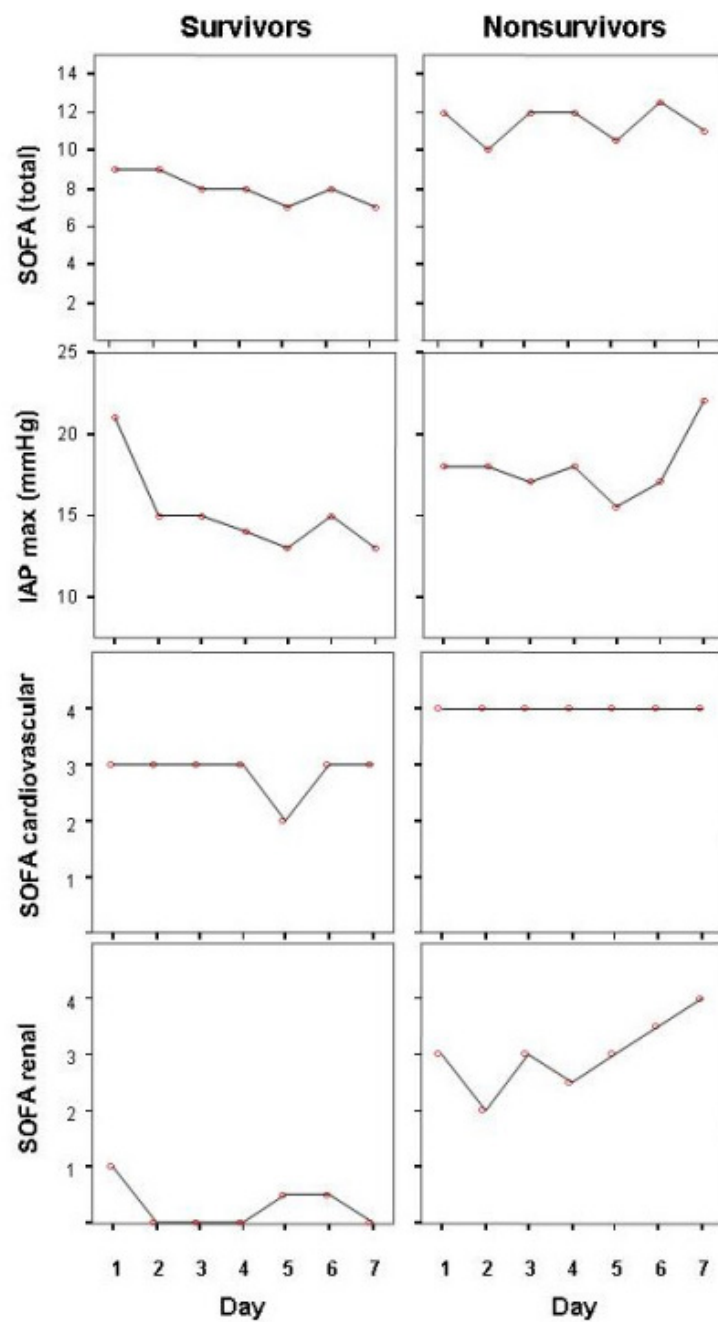 Survivors Nonsurvivors
SOFA (total)
14
12
10
8
6
4
2
IAP max (mmHg)
25
20
15
10
SOFA cardiovascular
4
3
2
1
SOFA renal
4
3
2
1
1 2 3 4 5 6 7 1 2 3 4 5 6 7
Day Day